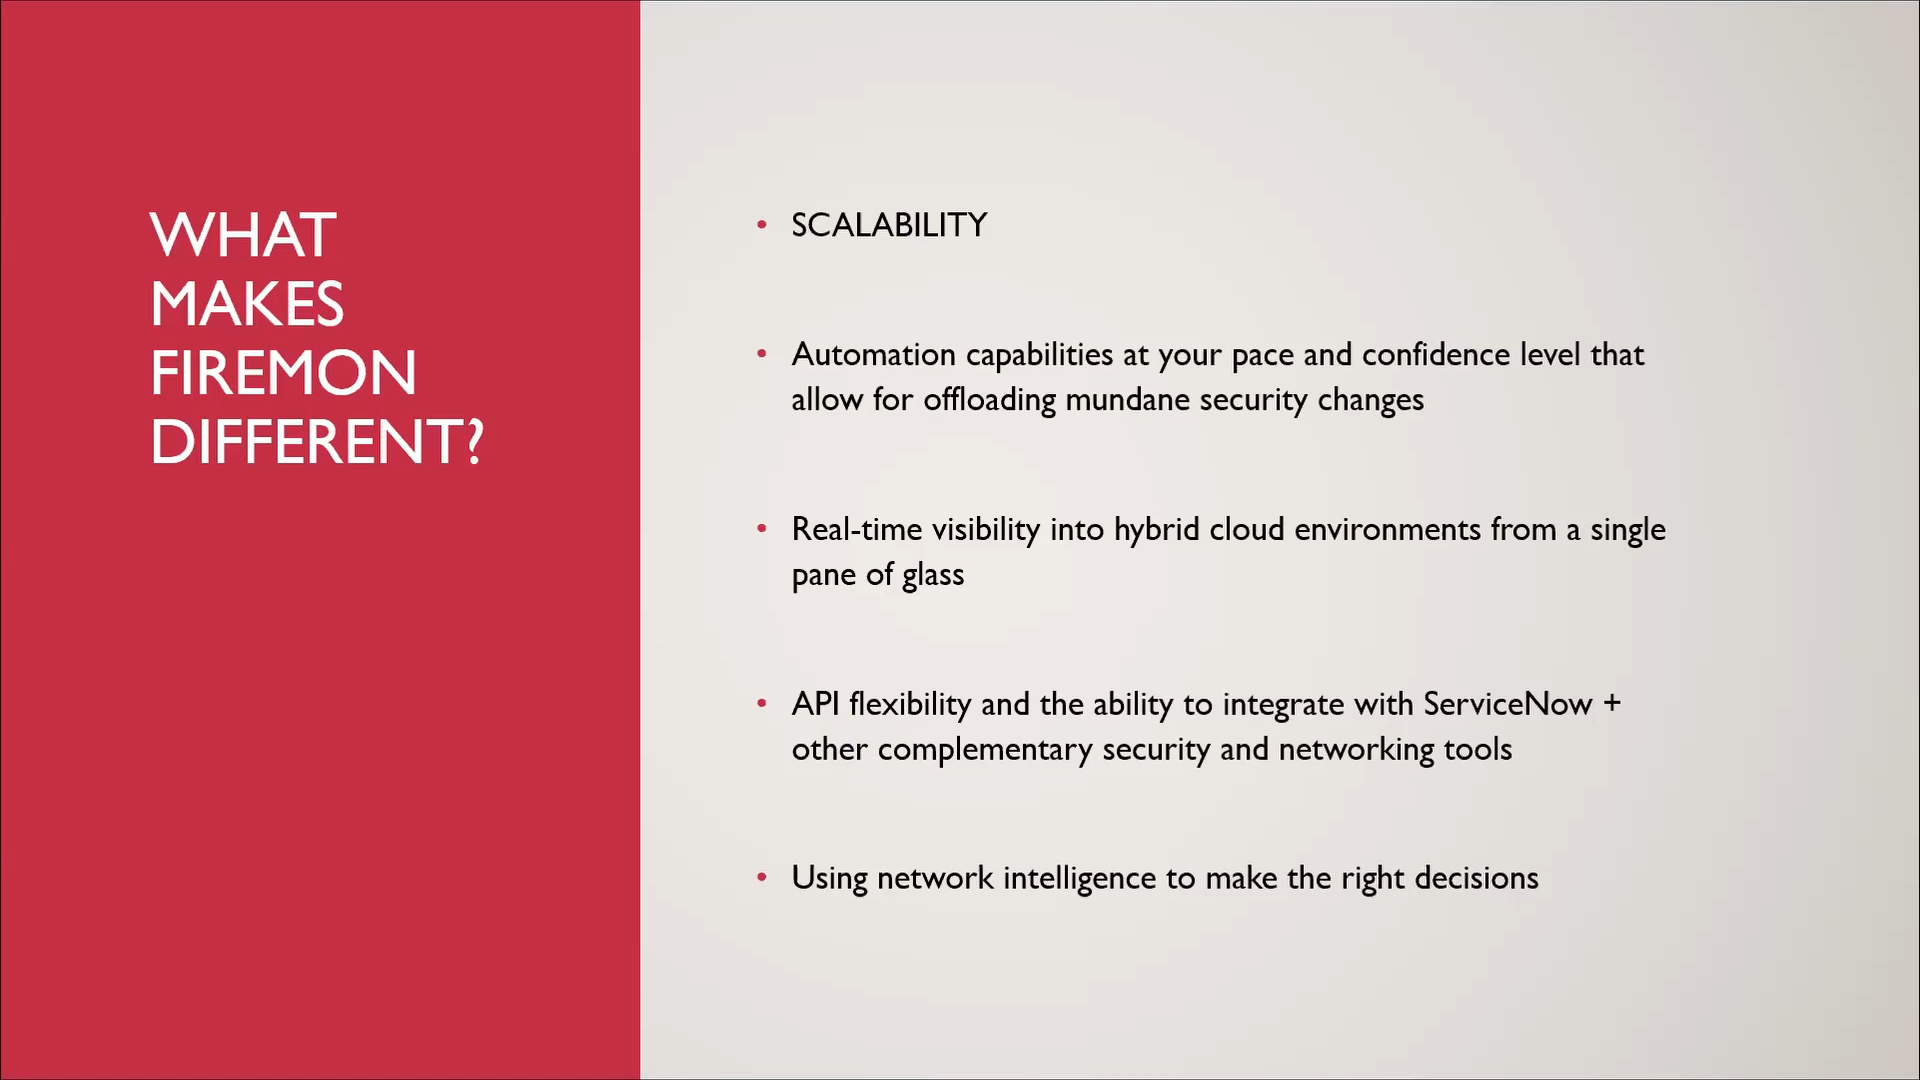 WHAT
MAKES
FIREMON
DIFFERENT?
• SCALABILITY
• Automation capabilities at your pace and confidence level that
allow for offloading mundane security changes
• Real-time visibility into hybrid cloud environments from a single
pane of glass
• API flexibility and the ability to integrate with ServiceNow +
other complementary security and networking tools
• Using network intelligence to make the right decisions